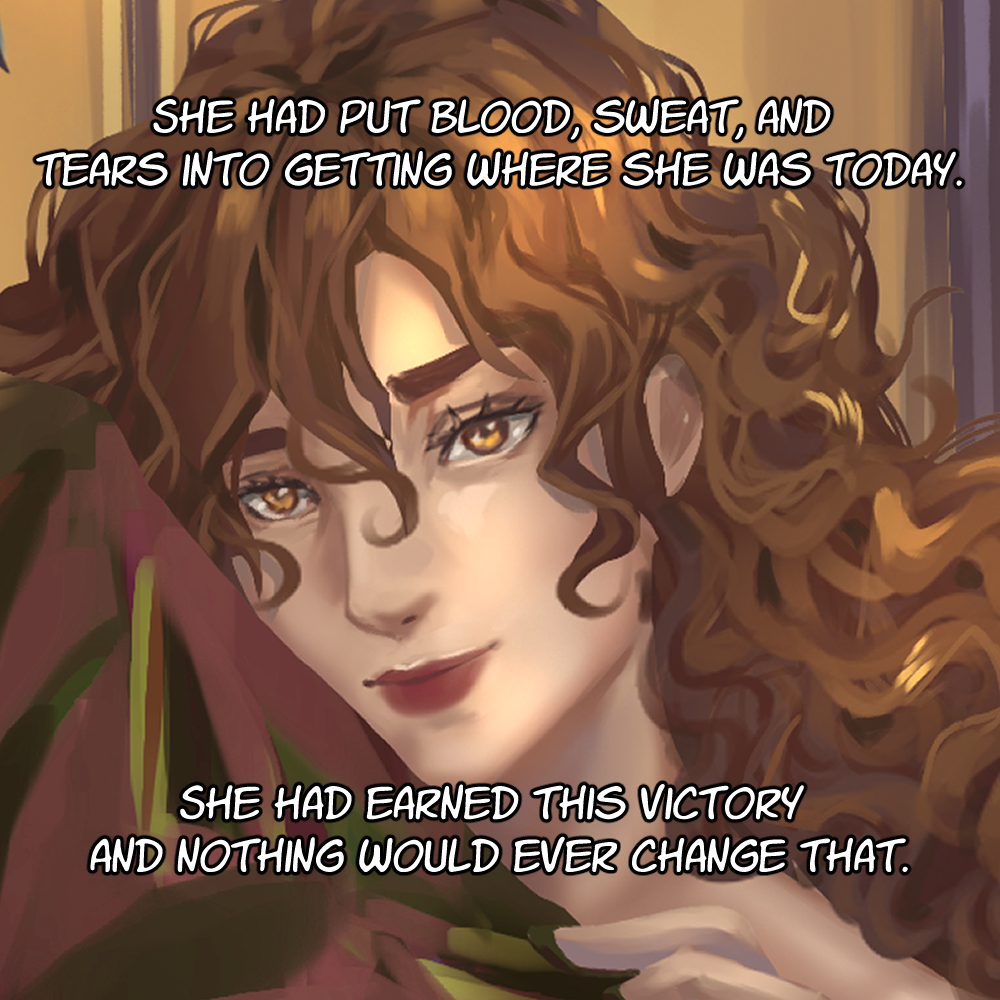 SHE HAD PUT BLOOD, SWEAT, AND
TEARS INTO GETTING WHERE SHE WAS TODAY.
SHE HAD EARNED THIS VICTORY
AND NOTHING WOULD EVER CHANGE THAT.